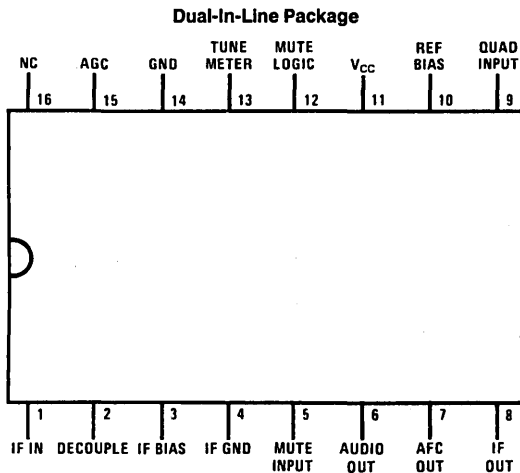 Dual-In-Line Package
NC AGC GND TUNE METER MUTE LOGIC VCC REF BIAS QUAD INPUT
16 15 14 13 12 11 10 9
1 2 3 4 5 6 7 8
IF IN DECOUPLE IF BIAS IF GND MUTE INPUT AUDIO OUT AFC OUT IF OUT